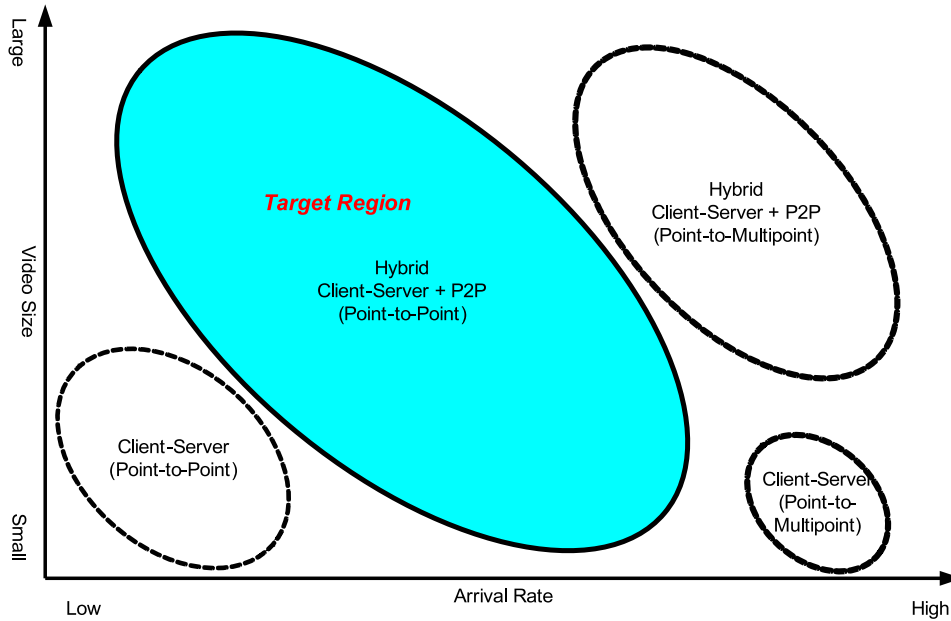 Large
Video Size
Small
Target Region
Hybrid
Client-Server + P2P
(Point-to-Point)
Hybrid
Client-Server + P2P
(Point-to-Multipoint)
Client-Server
(Point-to-Point)
Client-Server
(Point-to-
Multipoint)
Low
Arrival Rate
High